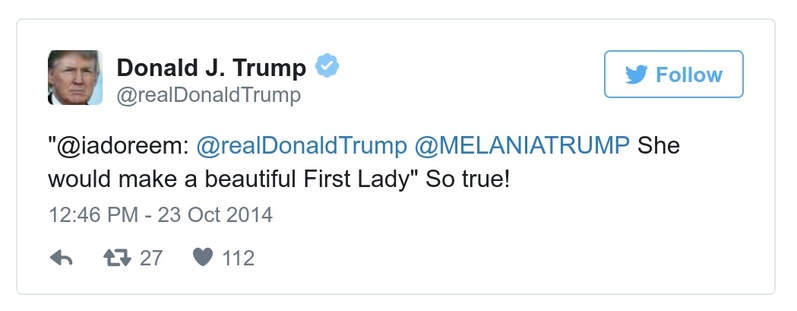 Donald J. Trump
@realDonaldTrump
Follow
"@iadoreem: @realDonaldTrump @MELANIATRUMP She
would make a beautiful First Lady" So true!
12:46 PM - 23 Oct 2014
27 112